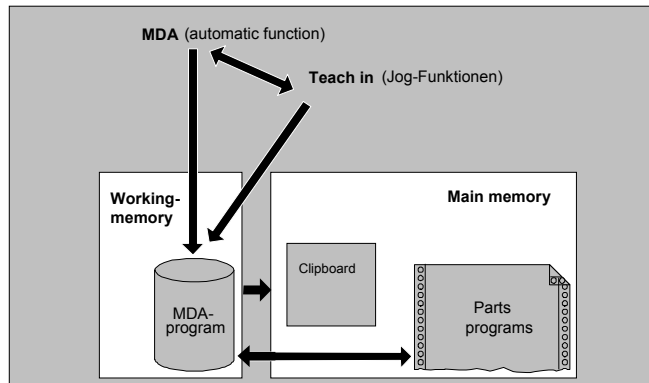 MDA (automatic function)
Teach in (Jog-Funktionen)
Working-
memory
Main memory
Clipboard
MDA-
program
Parts
programs